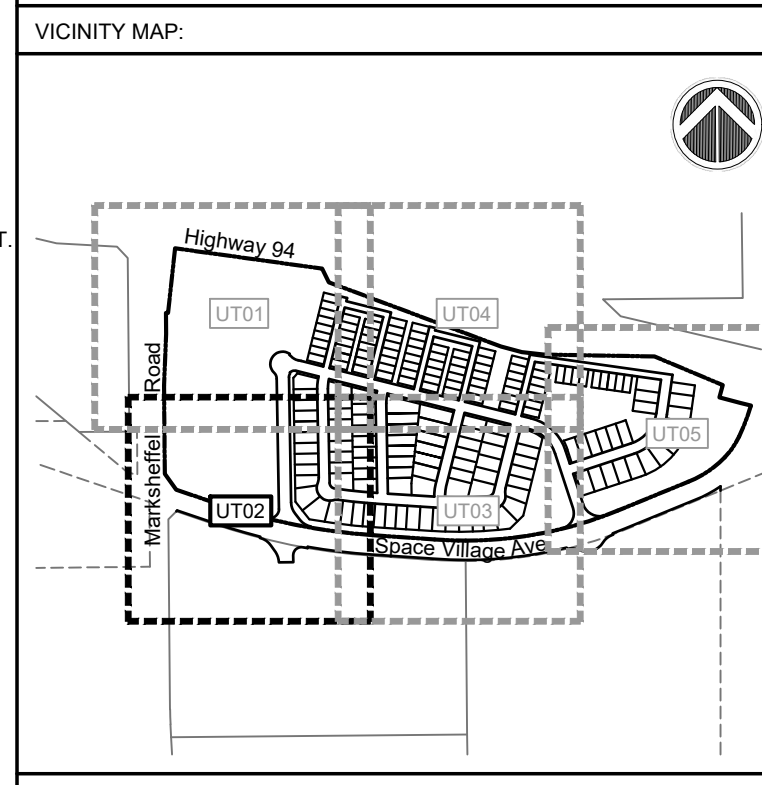 VICINITY MAP:
T.
Highway 94
UT01
UT04
Marksheffel Road
UT05
UT02
UT03
Space Village Ave